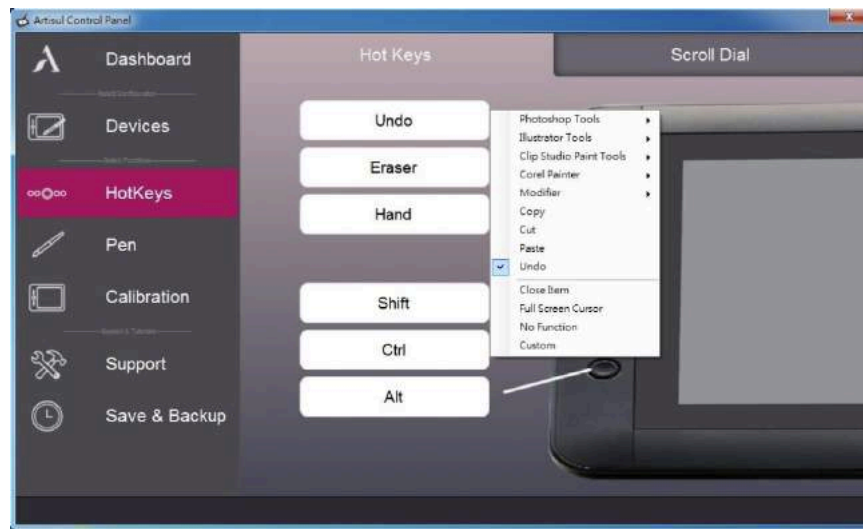 Artisul Control Panel
Dashboard
Devices
HotKeys
Pen
Calibration
Support
Save & Backup
Hot Keys
Scroll Dial
Undo
Eraser
Hand
Shift
Ctrl
Alt
Photoshop Tools
Illustrator Tools
Clip Studio Paint Tools
Corel Painter
Modifier
Copy
Cut
Paste
Undo
Close Item
Full Screen Cursor
No Function
Custom